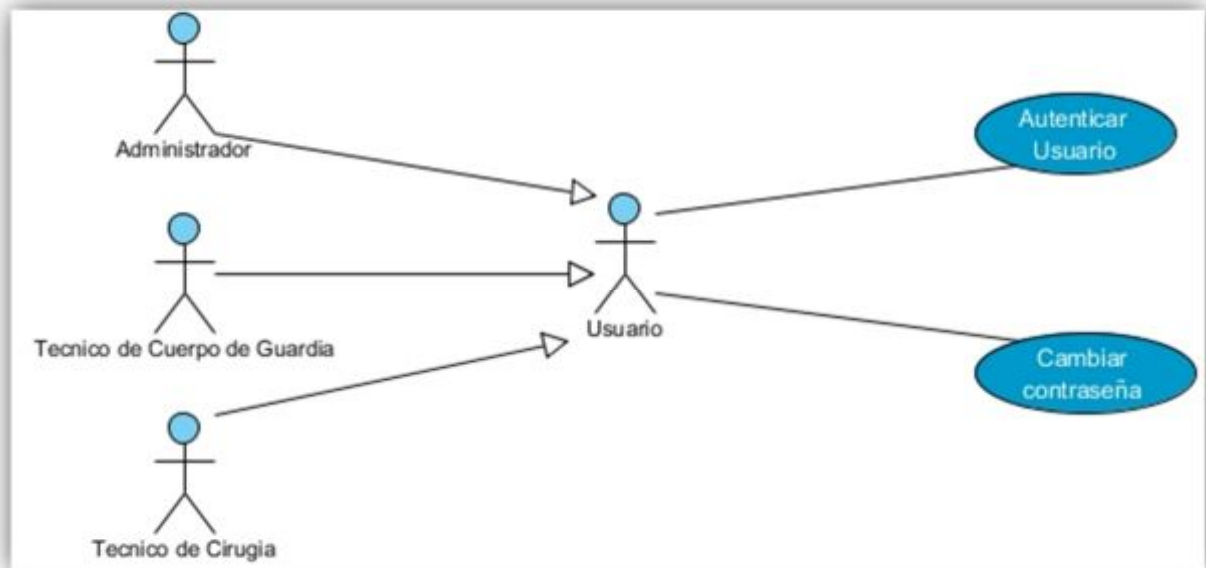 Administrador
Autenticar
Usuario
Usuario
Tecnico de Cuerpo de Guardia
Cambiar
contraseña
Tecnico de Cirugia